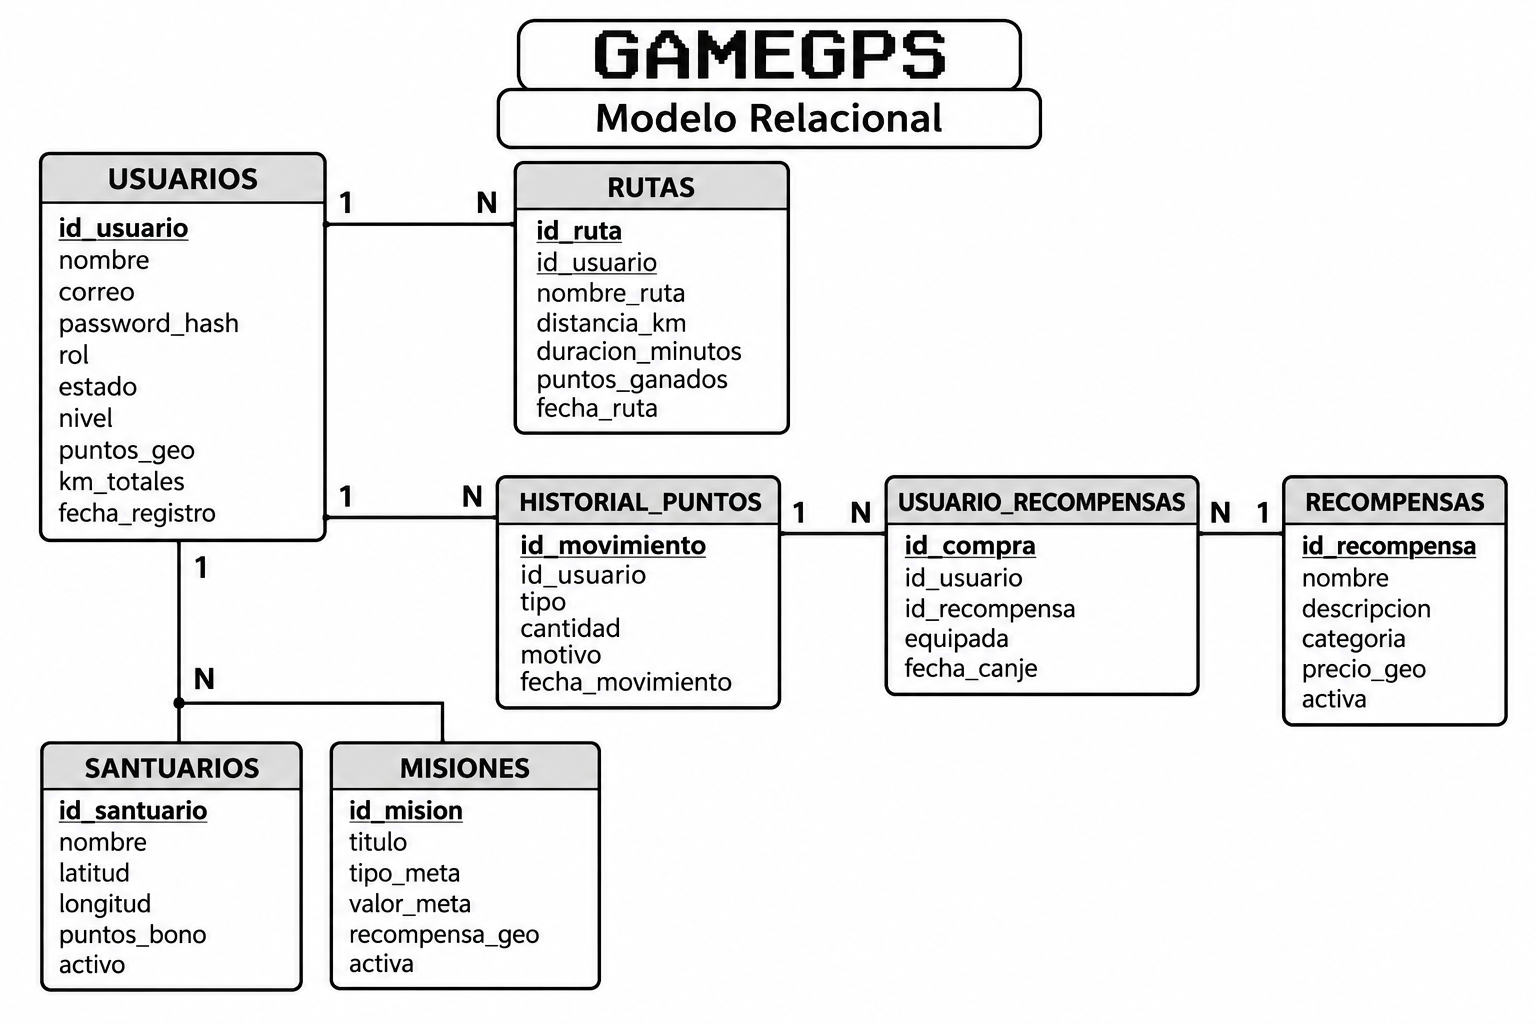 GAMEGPS
Modelo Relacional
USUARIOS
id_usuario
nombre
correo
password_hash
rol
estado
nivel
puntos_geo
km_totales
fecha_registro
1
N
RUTAS
id_ruta
id_usuario
nombre_ruta
distancia_km
duracion_minutos
puntos_ganados
fecha_ruta
1
N
HISTORIAL_PUNTOS
id_movimiento
id_usuario
tipo
cantidad
motivo
fecha_movimiento
1
N
USUARIO_RECOMPENSAS
id_compra
id_usuario
id_recompensa
equipada
fecha_canje
N
1
RECOMPENSAS
id_recompensa
nombre
descripcion
categoria
precio_geo
activa
1
N
SANTUARIOS
id_santuario
nombre
latitud
longitud
puntos_bono
activo
MISIONES
id_mision
titulo
tipo_meta
valor_meta
recompensa_geo
activa